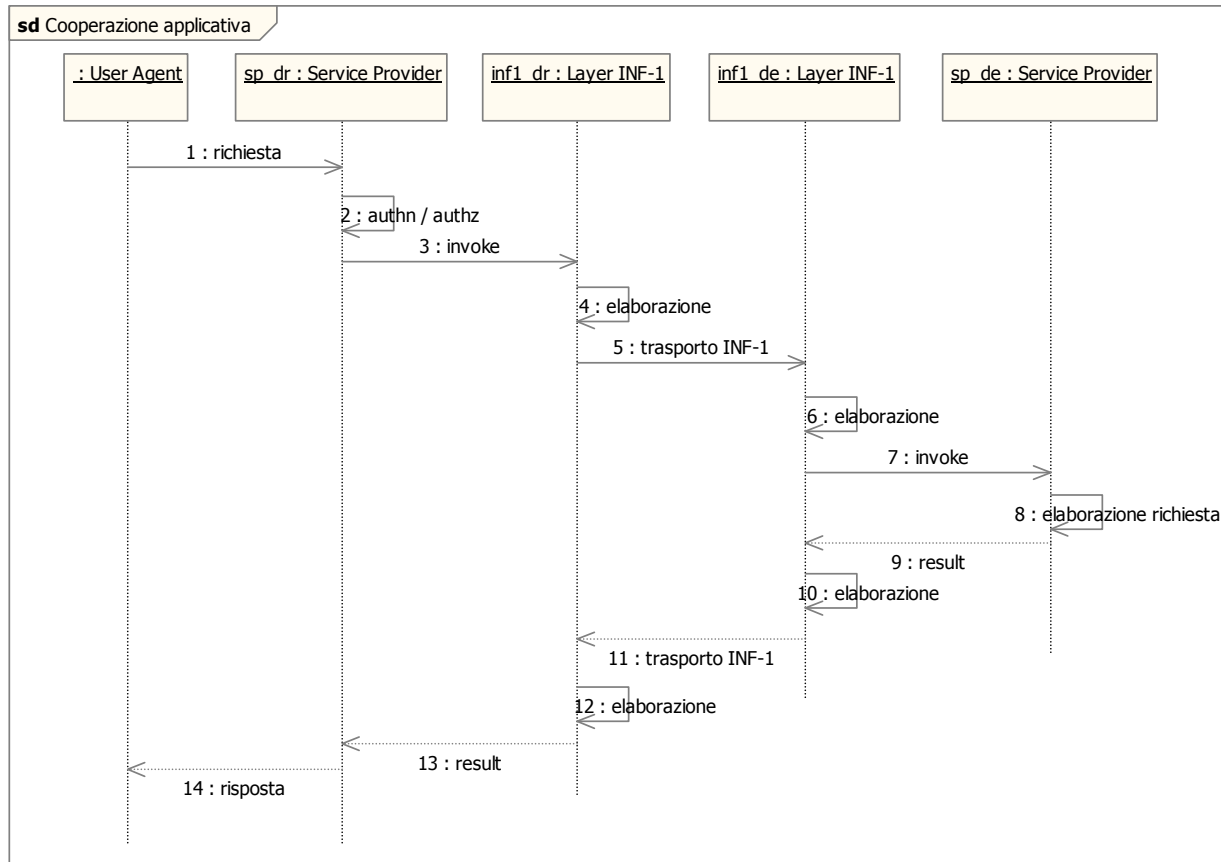 sd Cooperazione applicativa
: User Agent
sp_dr : Service Provider
inf1_dr : Layer INF-1
inf1_de : Layer INF-1
sp_de : Service Provider
1 : richiesta
2 : authn / authz
3 : invoke
4 : elaborazione
5 : trasporto INF-1
6 : elaborazione
7 : invoke
8 : elaborazione richiesta
9 : result
10 : elaborazione
11 : trasporto INF-1
12 : elaborazione
13 : result
14 : risposta